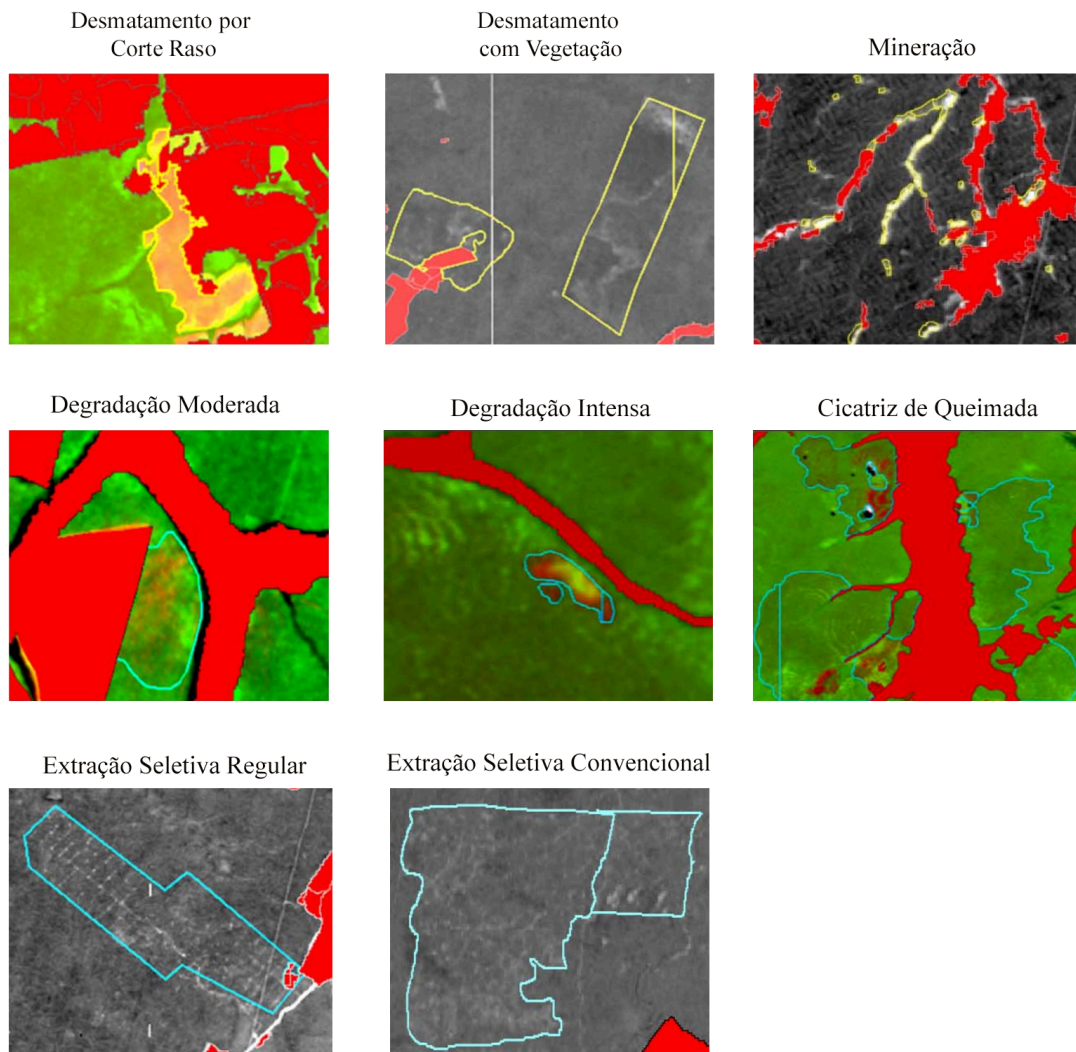 Desmatamento por
Corte Raso
Desmatamento
com Vegetação
Mineração
Degradação Moderada
Degradação Intensa
Cicatriz de Queimada
Extração Seletiva Regular
Extração Seletiva Convencional